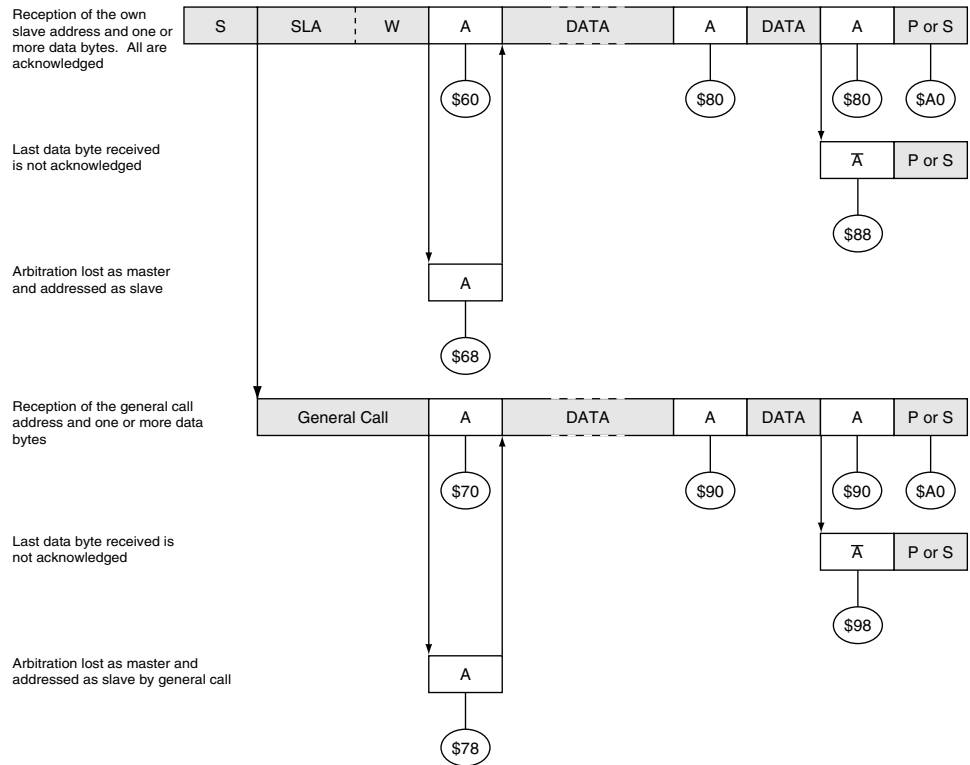 Reception of the own
slave address and one or
more data bytes. All are
acknowledged
S SLA W A DATA A DATA A P or S
$60 $80 $80 $A0
Last data byte received
is not acknowledged
A̅ P or S
$88
Arbitration lost as master
and addressed as slave
A
$68
Reception of the general call
address and one or more data
bytes
General Call A DATA A DATA A P or S
$70 $90 $90 $A0
Last data byte received is
not acknowledged
A̅ P or S
$98
Arbitration lost as master and
addressed as slave by general call
A
$78